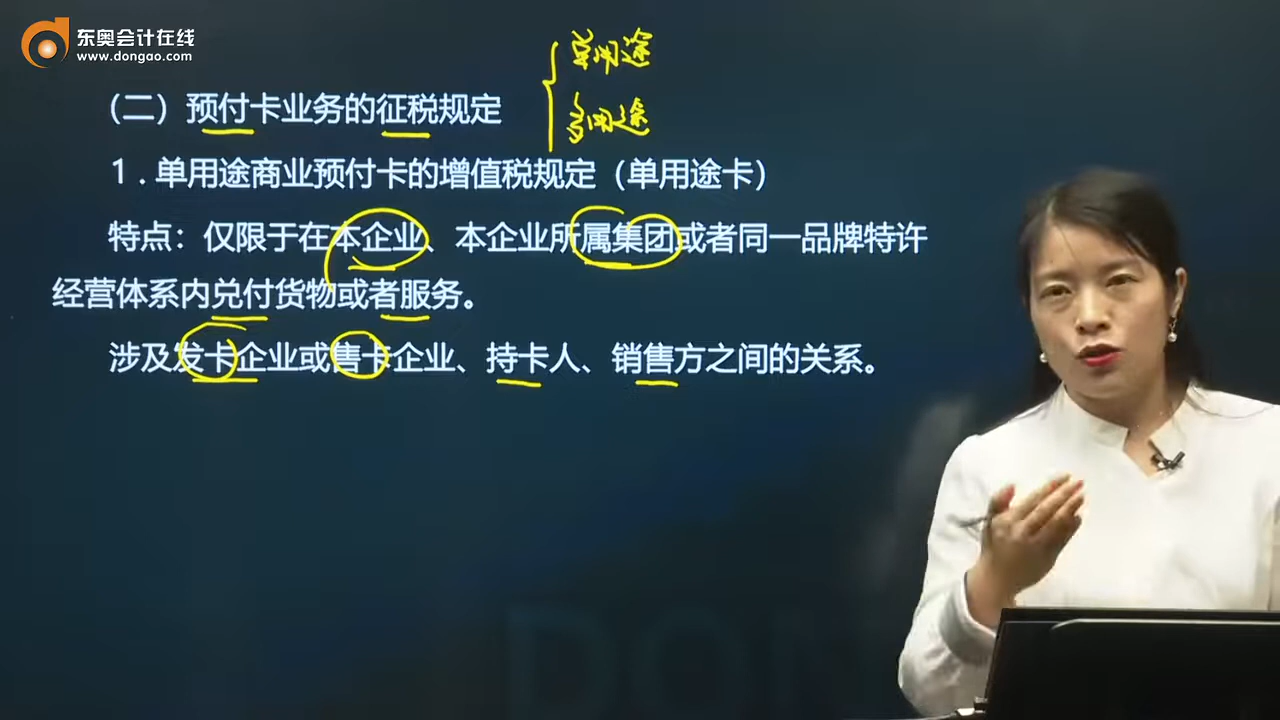 东奥会计在线
www.dongao.com
单用途
多用途
（二）预付卡业务的征税规定
1.单用途商业预付卡的增值税规定（单用途卡）
特点：仅限于在本企业、本企业所属集团或者同一品牌特许
经营体系内兑付货物或者服务。
涉及发卡企业或售卡企业、持卡人、销售方之间的关系。